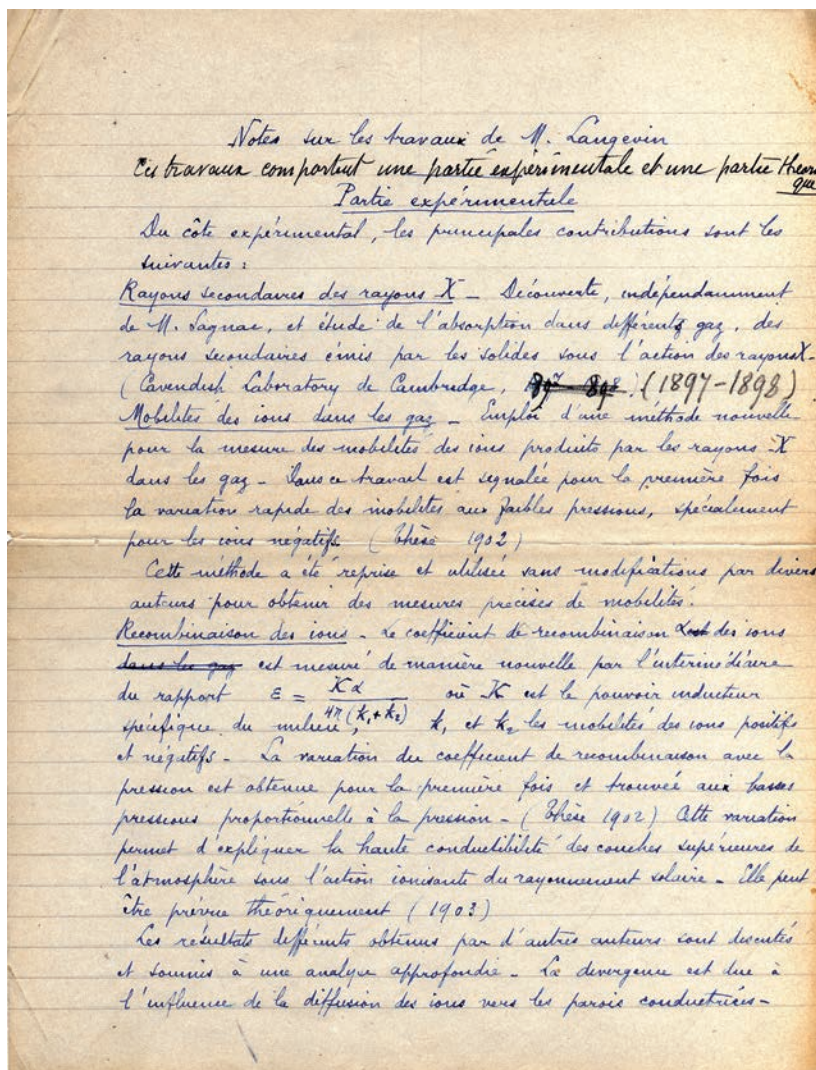 Notes sur les travaux de M. Langevin
Ces travaux comportent une partie expérimentale et une partie théori
que
Partie expérimentale
Du côté expérimental, les principales contributions sont les
suivantes :
Rayons secondaires des rayons X - Découverte, indépendamment
de M. Sagnac, et étude de l'absorption dans différents gaz, des
rayons secondaires émis par les solides sous l'action des rayons X -
(Cavendish Laboratory de Cambridge, 897-898) (1897-1898)
Mobilités des ions dans les gaz - Emploi d'une méthode nouvelle
pour la mesure des mobilités des ions produits par les rayons X
dans les gaz - Dans ce travail est signalée pour la première fois
la variation rapide des mobilités aux faibles pressions, spécialement
pour les ions négatifs (Thèse 1902)
Cette méthode a été reprise et utilisée sans modifications par divers
auteurs pour obtenir des mesures précises de mobilités.
Recombinaison des ions - Le coefficient de recombinaison α des ions
dans les gaz est mesuré de manière nouvelle par l'intermédiaire
du rapport ε = Kα / 4π (k₁+k₂) où K est le pouvoir inducteur
spécifique du milieu, k₁ et k₂ les mobilités des ions positifs
et négatifs - La variation du coefficient de recombinaison avec la
pression est obtenue pour la première fois et trouvée aux basses
pressions proportionnelle à la pression - (Thèse 1902) Cette variation
permet d'expliquer la haute conductibilité des couches supérieures de
l'atmosphère sous l'action ionisante du rayonnement solaire - Elle peut
être prévue théoriquement (1903)
Les résultats différents obtenus par d'autres auteurs sont discutés
et soumis à une analyse approfondie - La divergence est due à
l'influence de la diffusion des ions vers les parois conductrices -